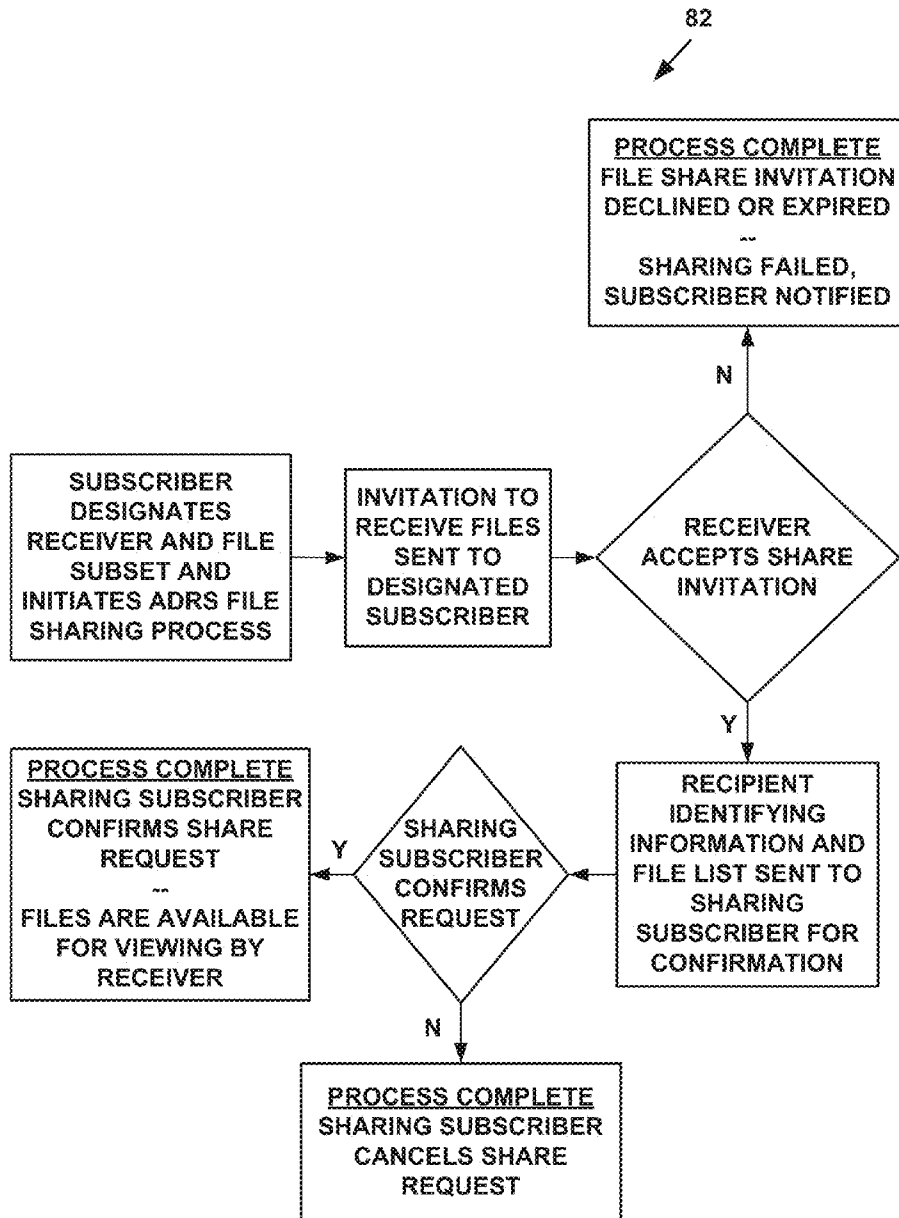 82
PROCESS COMPLETE
FILE SHARE INVITATION
DECLINED OR EXPIRED
--
SHARING FAILED,
SUBSCRIBER NOTIFIED
N
SUBSCRIBER
DESIGNATES
RECEIVER AND FILE
SUBSET AND
INITIATES ADRS FILE
SHARING PROCESS
INVITATION TO
RECEIVE FILES
SENT TO
DESIGNATED
SUBSCRIBER
RECEIVER
ACCEPTS SHARE
INVITATION
Y
RECIPIENT
IDENTIFYING
INFORMATION AND
FILE LIST SENT TO
SHARING
SUBSCRIBER FOR
CONFIRMATION
SHARING
SUBSCRIBER
CONFIRMS
REQUEST
Y
PROCESS COMPLETE
SHARING SUBSCRIBER
CONFIRMS SHARE
REQUEST
--
FILES ARE AVAILABLE
FOR VIEWING BY
RECEIVER
N
PROCESS COMPLETE
SHARING SUBSCRIBER
CANCELS SHARE
REQUEST